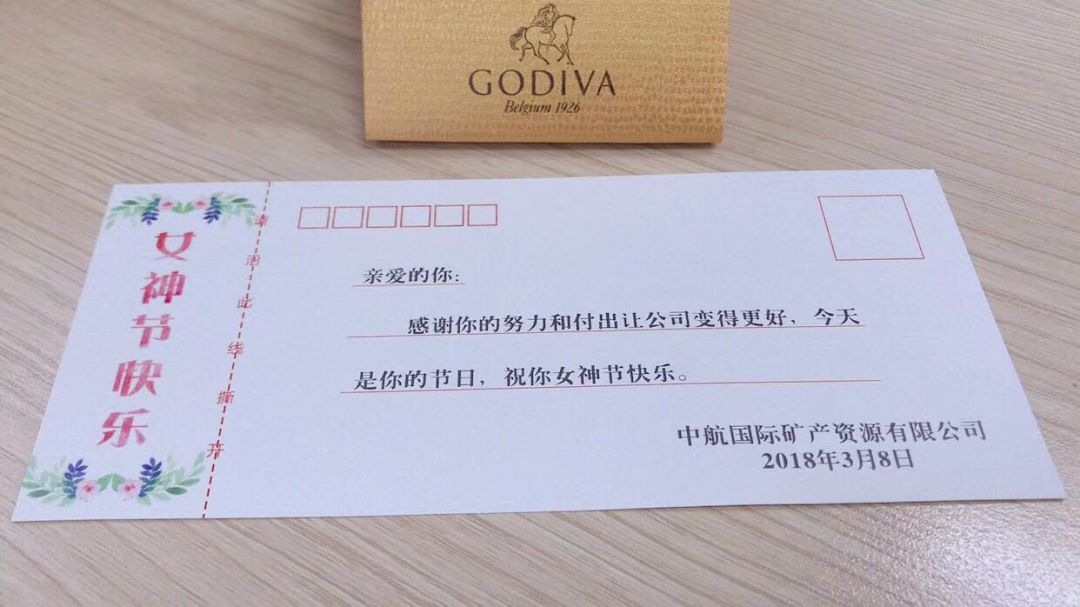 GODIVA
Belgium 1926
女神节快乐
请沿此线撕开
亲爱的你:
感谢你的努力和付出让公司变得更好，今天
是你的节日，祝你女神节快乐。
中航国际矿产资源有限公司
2018年3月8日